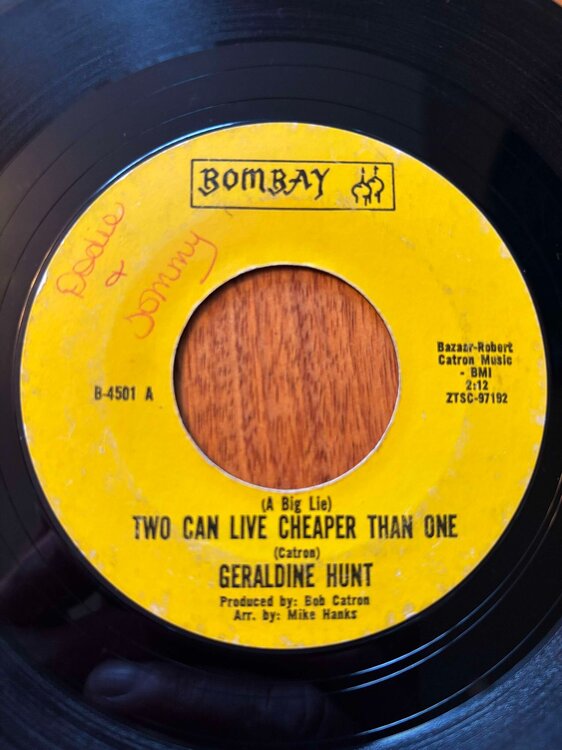 BOMBAY
Dodie
&
Tommy
B-4501 A
Bazaar-Robert
Catron Music
- BMI
2:12
ZTSC-97192
(A Big Lie)
TWO CAN LIVE CHEAPER THAN ONE
(Catron)
GERALDINE HUNT
Produced by: Bob Catron
Arr. by: Mike Hanks